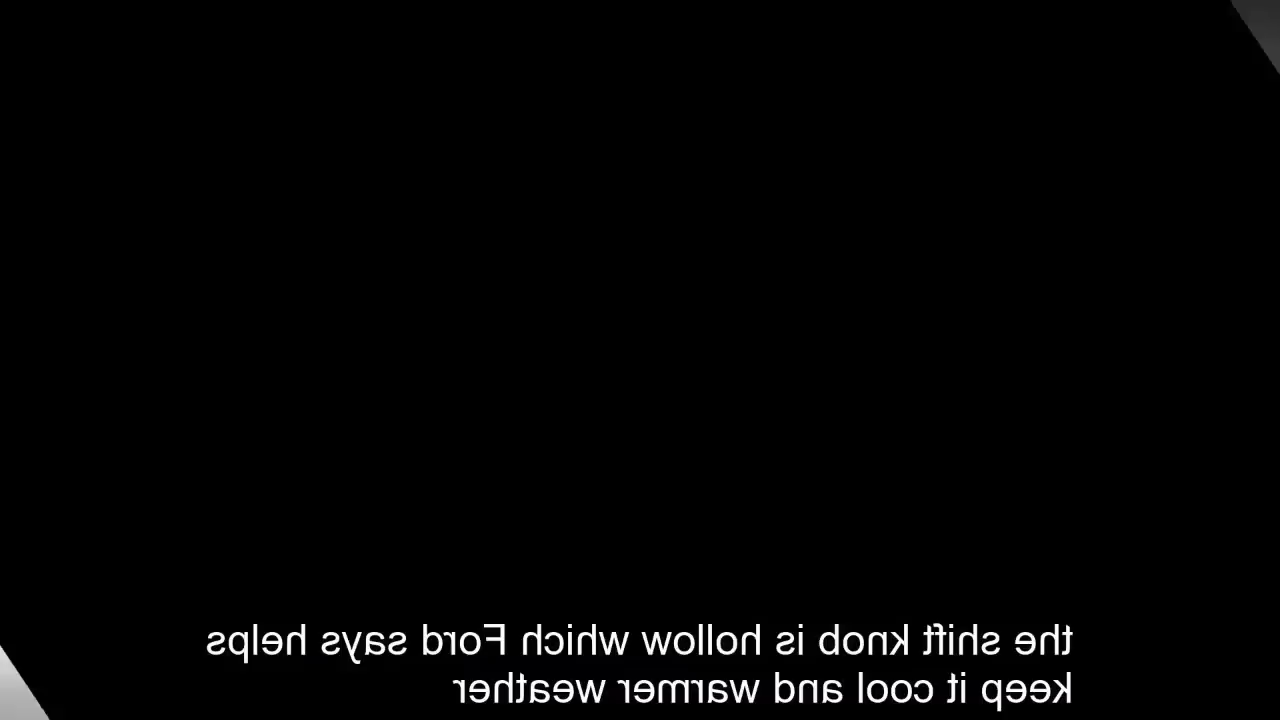 the shift knob is hollow which Ford says helps
keep it cool and warmer weather